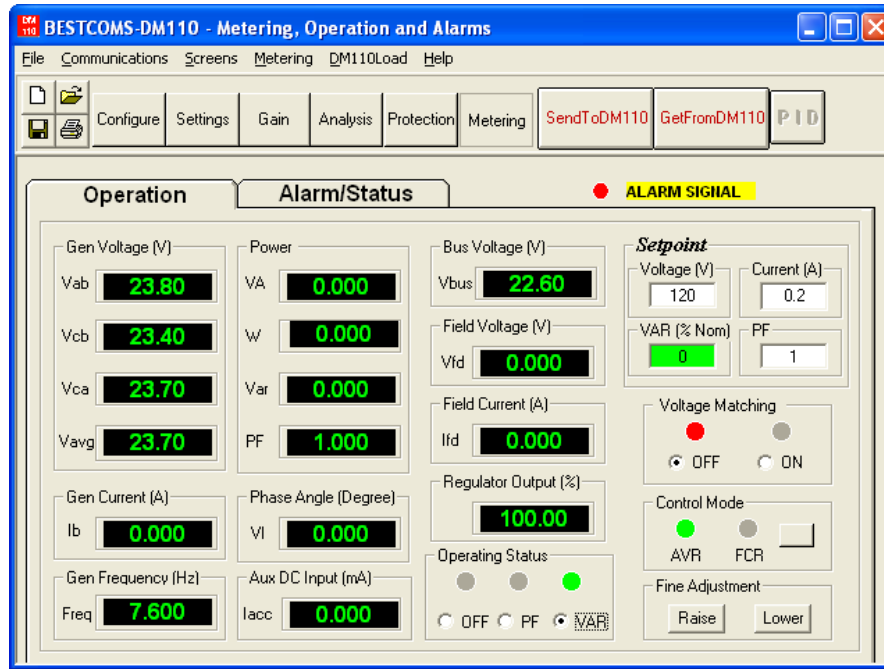 DM 110 BESTCOMS-DM110 - Metering, Operation and Alarms
File Communications Screens Metering DM110Load Help
Configure Settings Gain Analysis Protection Metering SendToDM110 GetFromDM110 PID
Operation Alarm/Status ALARM SIGNAL
Gen Voltage (V)
Vab 23.80
Vcb 23.40
Vca 23.70
Vavg 23.70
Gen Current (A)
Ib 0.000
Gen Frequency (Hz)
Freq 7.600
Power
VA 0.000
W 0.000
Var 0.000
PF 1.000
Phase Angle (Degree)
VI 0.000
Aux DC Input (mA)
Iacc 0.000
Bus Voltage (V)
Vbus 22.60
Field Voltage (V)
Vfd 0.000
Field Current (A)
Ifd 0.000
Regulator Output (%)
100.00
Operating Status
OFF PF VAR
Setpoint
Voltage (V) Current (A)
120 0.2
VAR (% Nom) PF
0 1
Voltage Matching
OFF ON
Control Mode
AVR FCR
Fine Adjustment
Raise Lower